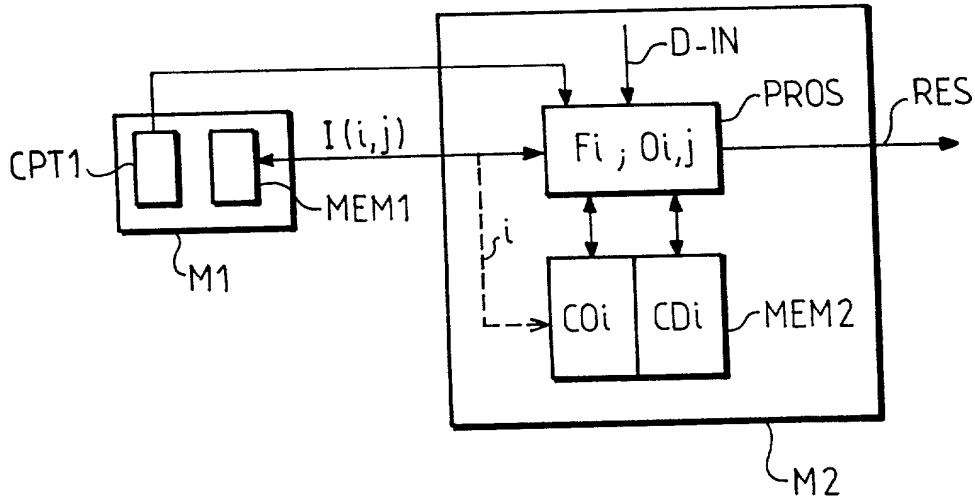 D-IN
PROS
RES
CPT1
I(i,j)
Fi ; Oi,j
MEM1
i
M1
COi
CDi
MEM2
M2